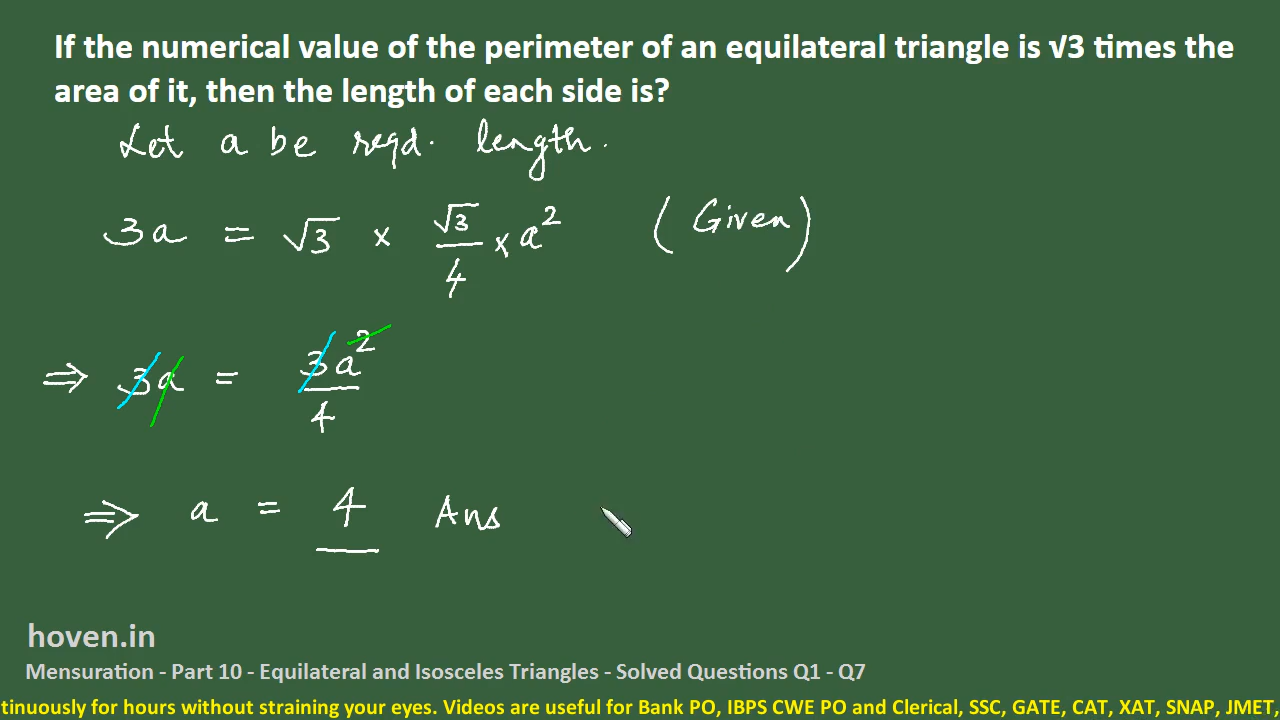 If the numerical value of the perimeter of an equilateral triangle is √3 times the
area of it, then the length of each side is?
Let a be reqd. length.
3a = √3 × √3/4 × a² (Given)
⇒ 3a = 3a²/4
⇒ a = 4 Ans
hoven.in
Mensuration - Part 10 - Equilateral and Isosceles Triangles - Solved Questions Q1 - Q7
tinuously for hours without straining your eyes. Videos are useful for Bank PO, IBPS CWE PO and Clerical, SSC, GATE, CAT, XAT, SNAP, JMET,